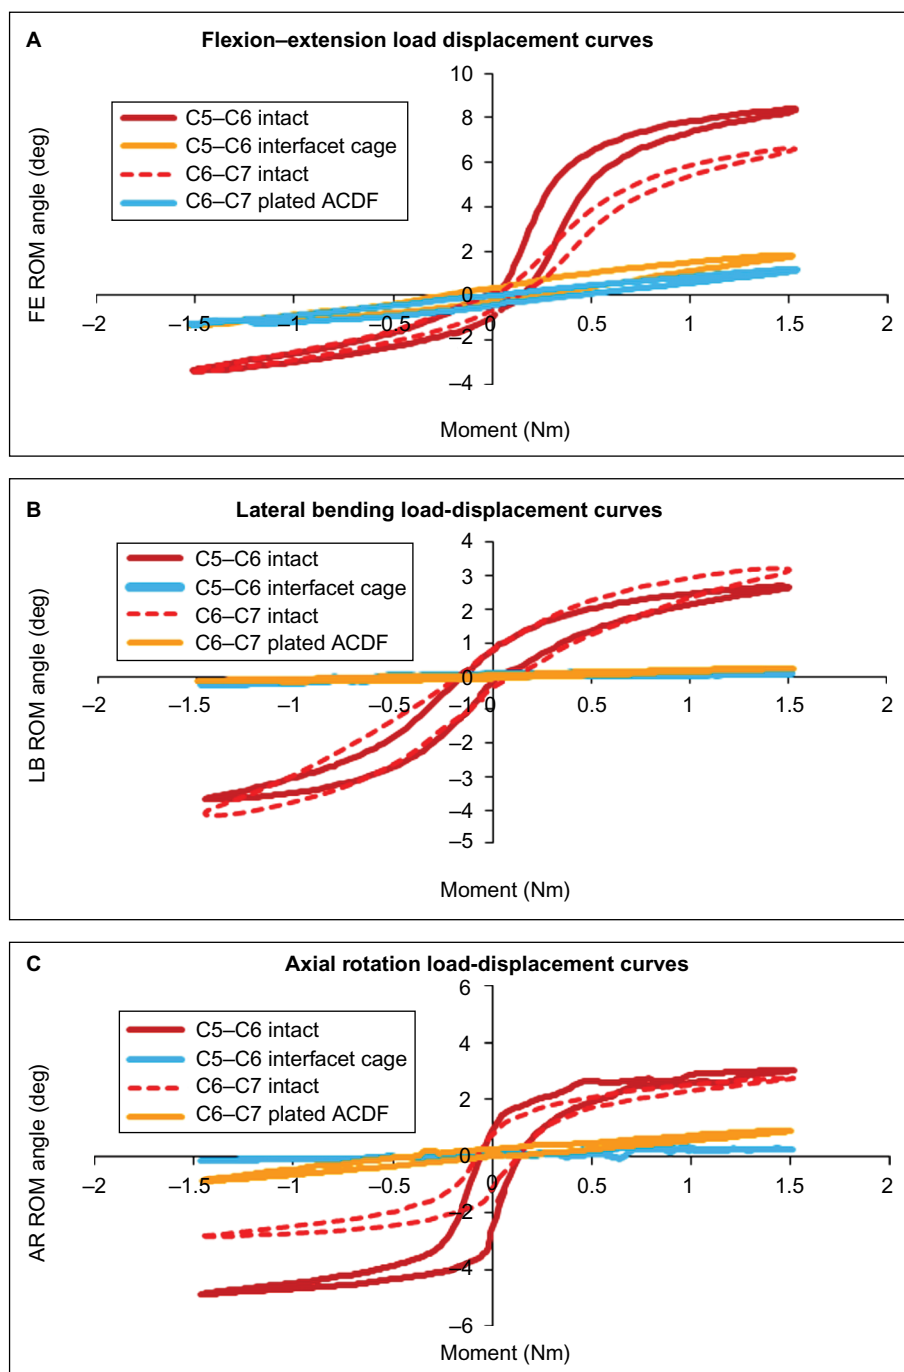 A
Flexion–extension load displacement curves
C5–C6 intact
C5–C6 interfacet cage
C6–C7 intact
C6–C7 plated ACDF
FE ROM angle (deg)
10
8
6
4
2
0
−2
−4
−2
−1.5
−1
−0.5
0
0.5
1
1.5
2
Moment (Nm)
B
Lateral bending load-displacement curves
C5–C6 intact
C5–C6 interfacet cage
C6–C7 intact
C6–C7 plated ACDF
LB ROM angle (deg)
4
3
2
1
0
−1
−2
−3
−4
−5
−2
−1.5
−1
−0.5
0
0.5
1
1.5
2
Moment (Nm)
C
Axial rotation load-displacement curves
C5–C6 intact
C5–C6 interfacet cage
C6–C7 intact
C6–C7 plated ACDF
AR ROM angle (deg)
6
4
2
0
−2
−4
−6
−2
−1.5
−1
−0.5
0
0.5
1
1.5
2
Moment (Nm)